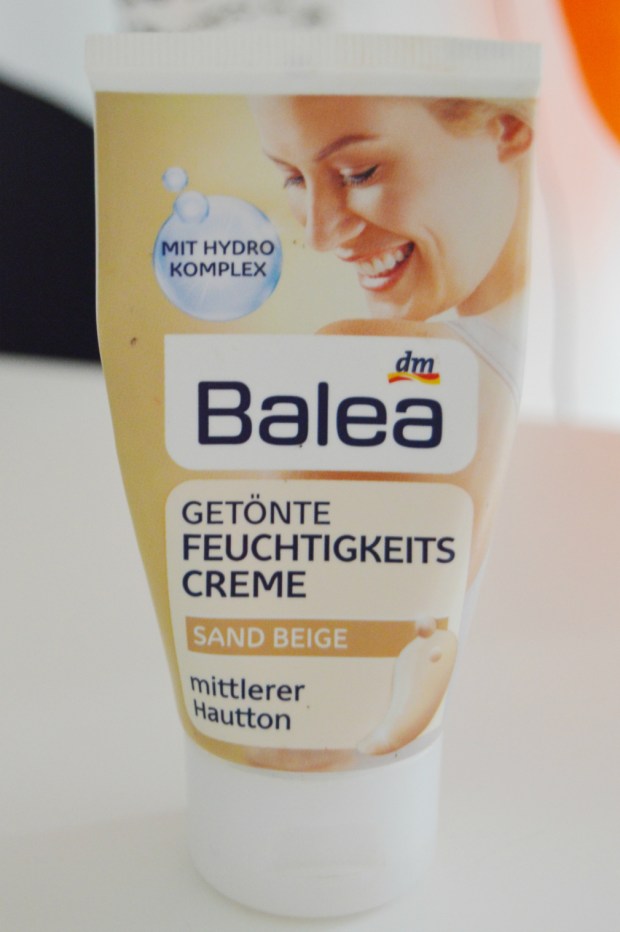 MIT HYDRO
KOMPLEX
dm
Balea
GETÖNTE
FEUCHTIGKEITS
CREME
SAND BEIGE
mittlerer
Hautton